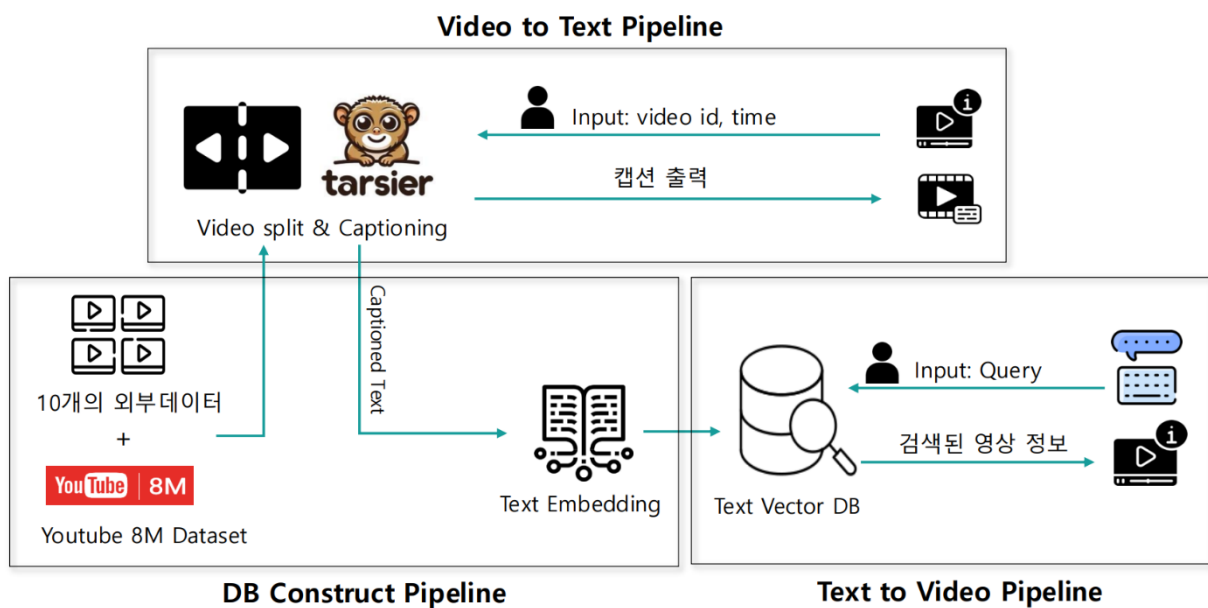 Video to Text Pipeline
Input: video id, time
tarsier
캡션 출력
Video split & Captioning
Captioned Text
10개의 외부데이터
+
YouTube 8M
Youtube 8M Dataset
Text Embedding
Input: Query
검색된 영상 정보
Text Vector DB
DB Construct Pipeline
Text to Video Pipeline